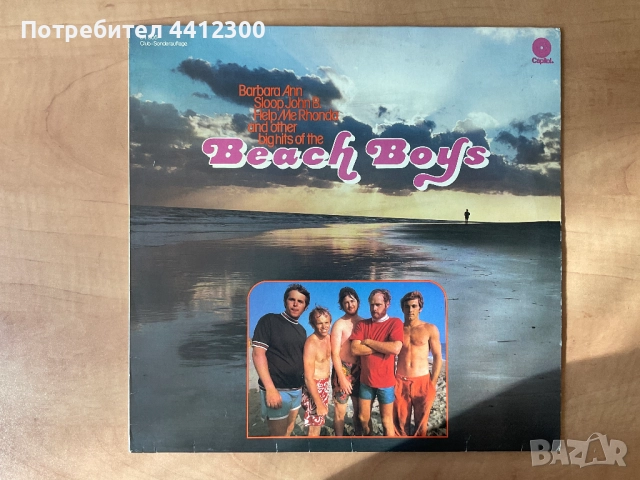 Потребител 4412300
Club-Sonderauflage
Capitol.
Barbara Ann
Sloop John B.
Help Me Rhonda
and other
big hits of the
Beach Boys
BAZAR